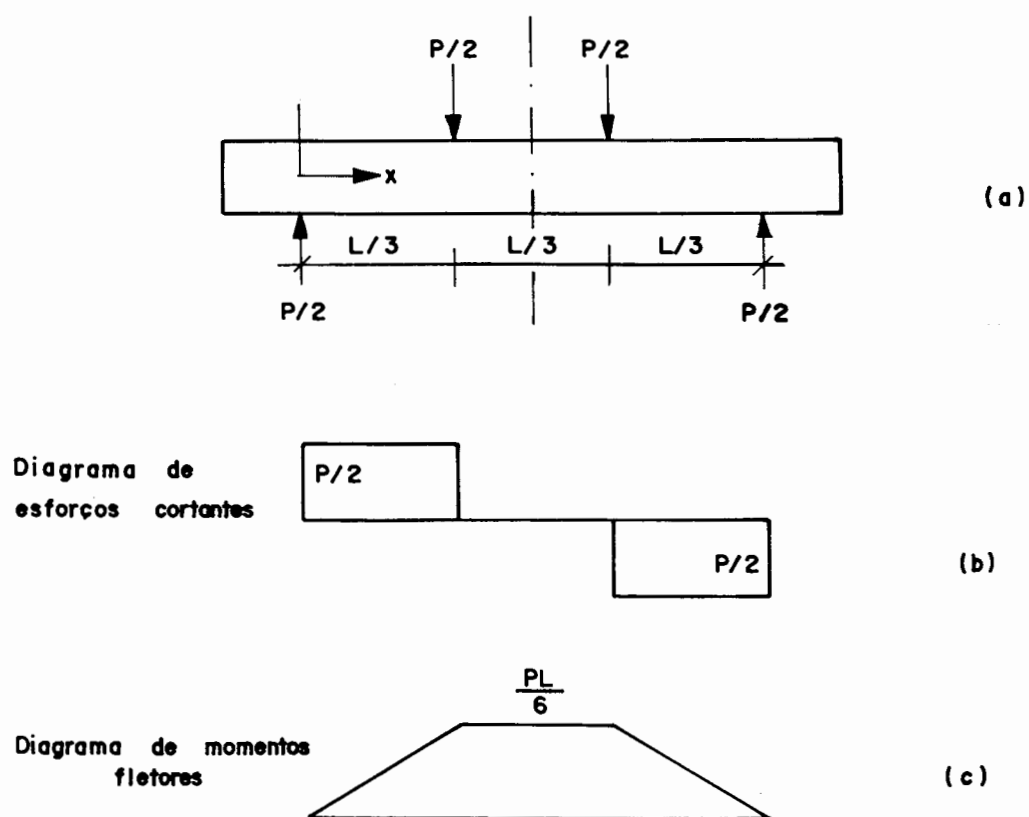 P/2 P/2
x
(a)
L/3 L/3 L/3
P/2 P/2
Diagrama de
esforços cortantes
P/2
P/2
(b)
PL
6
Diagrama de momentos
fletores
(c)